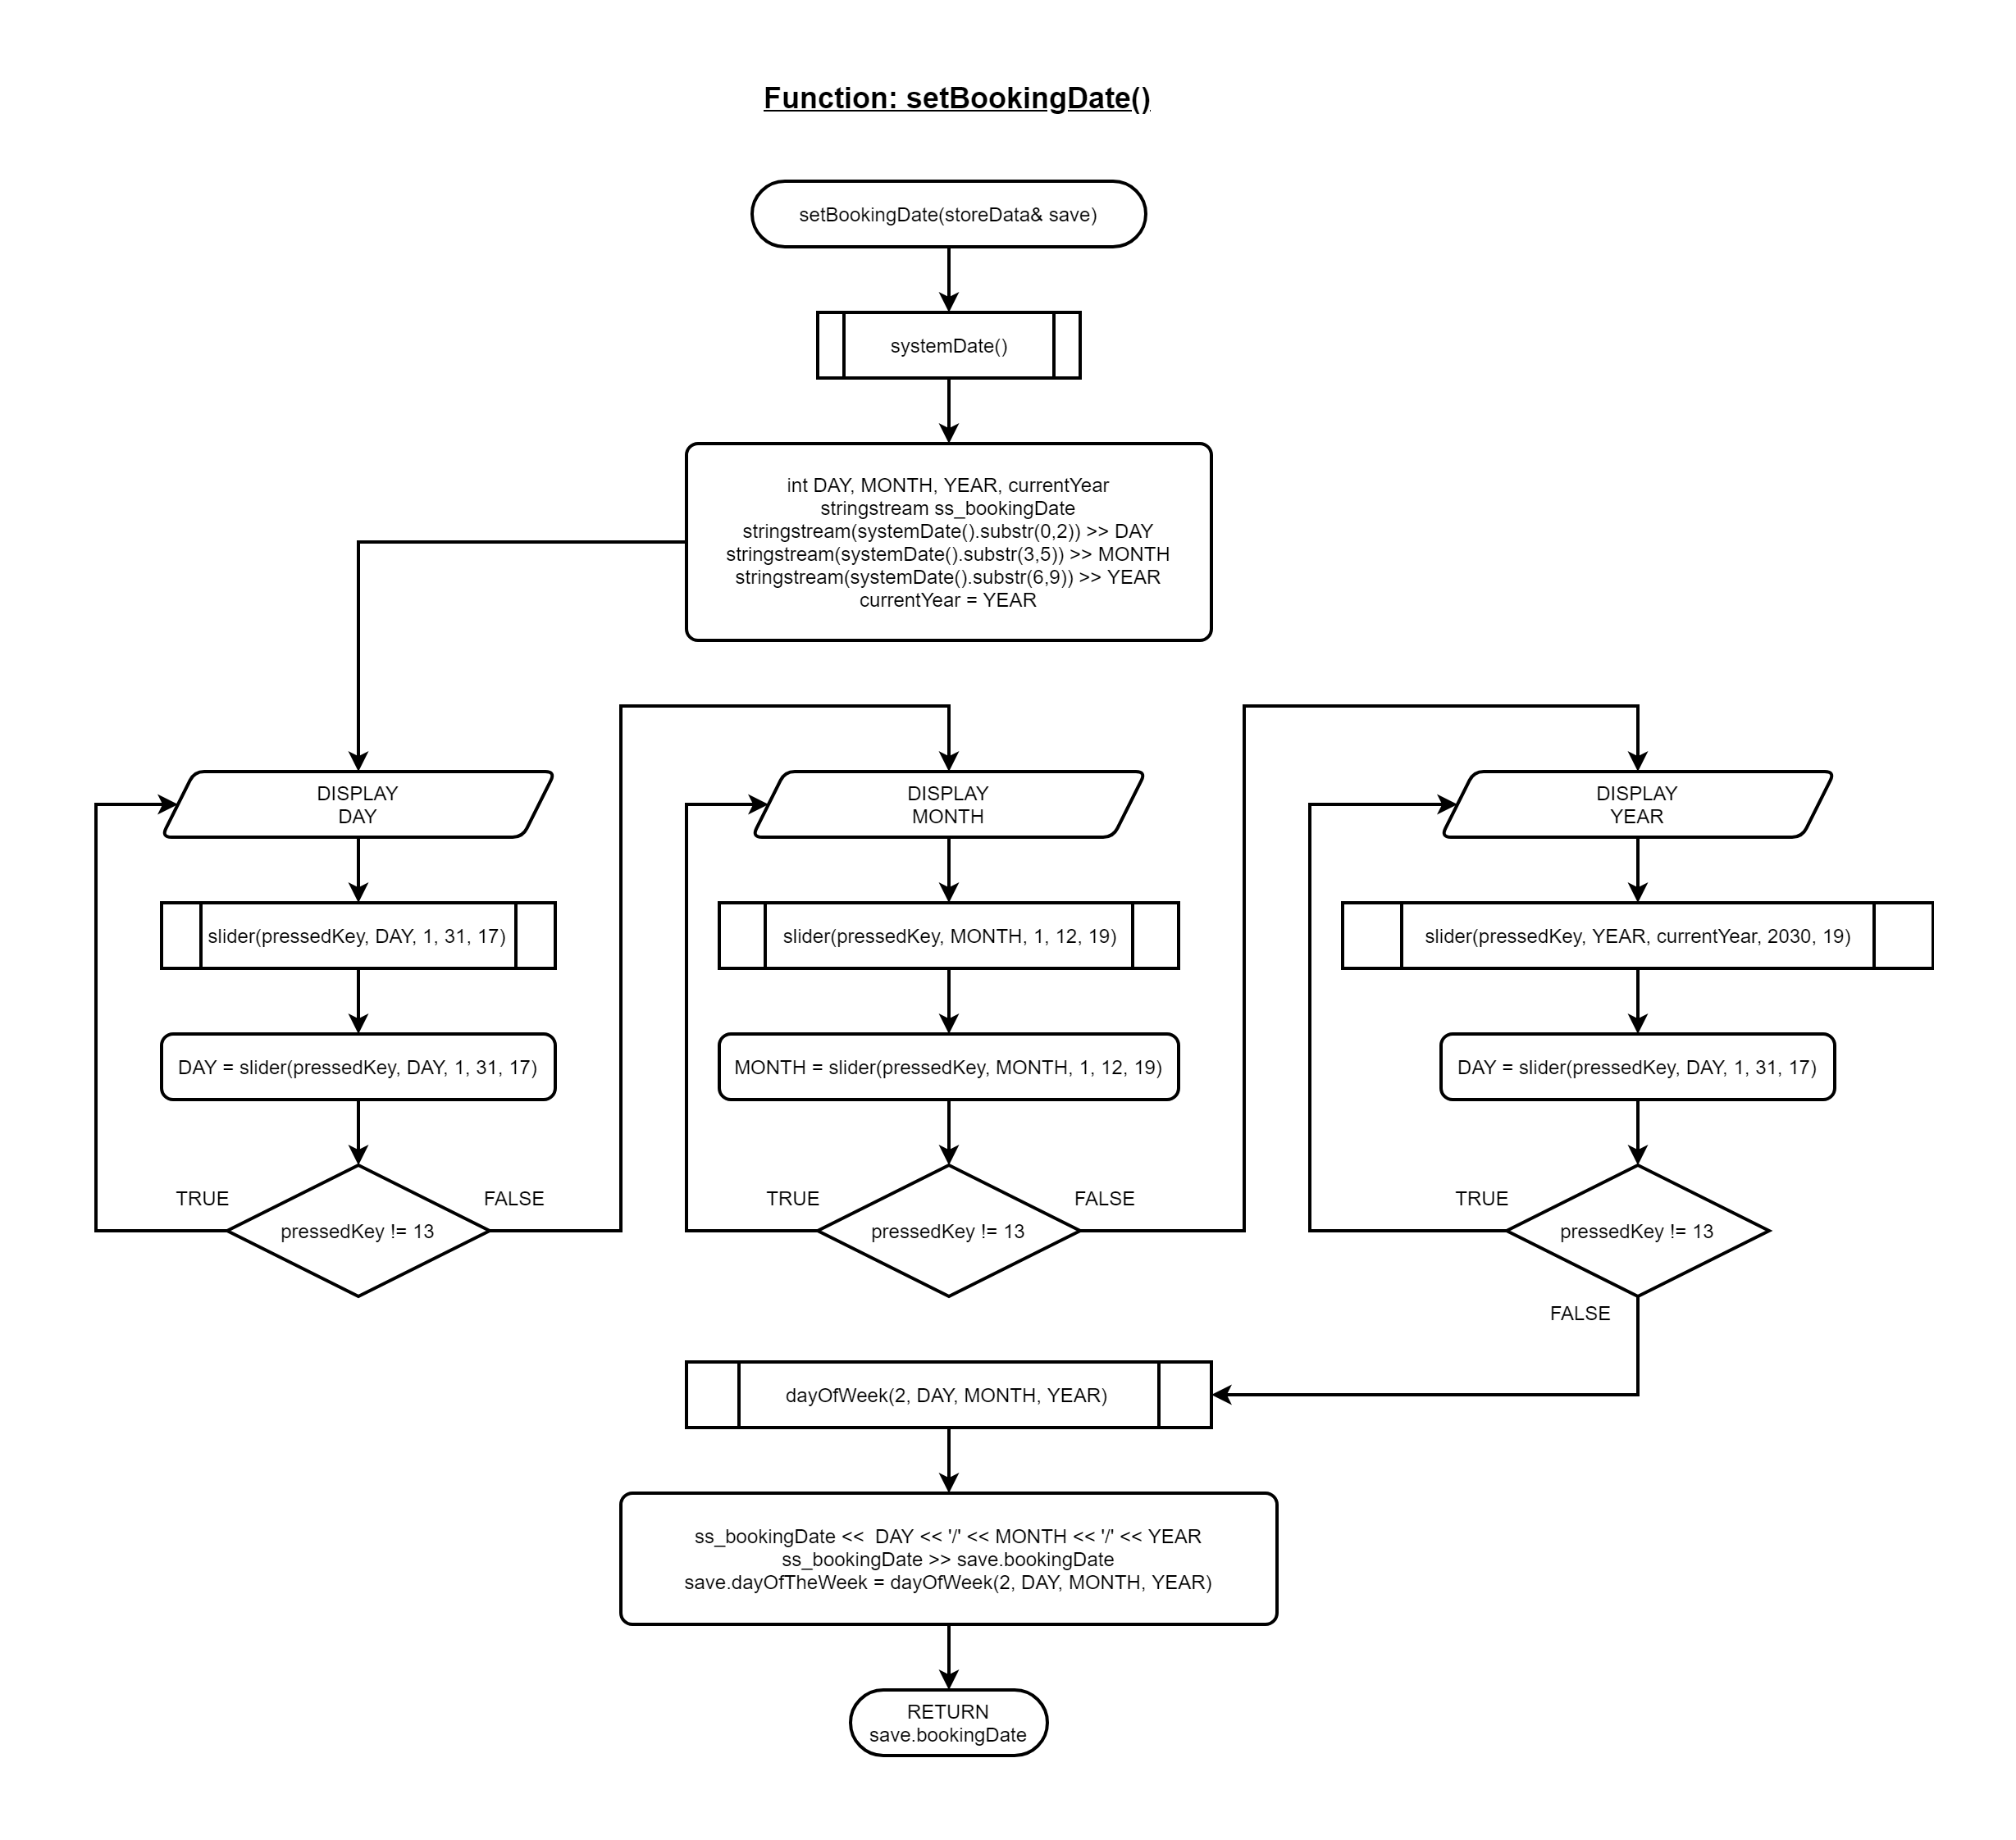 Function: setBookingDate()
setBookingDate(storeData& save)
systemDate()
int DAY, MONTH, YEAR, currentYear
stringstream ss_bookingDate
stringstream(systemDate().substr(0,2)) >> DAY
stringstream(systemDate().substr(3,5)) >> MONTH
stringstream(systemDate().substr(6,9)) >> YEAR
currentYear = YEAR
DISPLAY
DAY
slider(pressedKey, DAY, 1, 31, 17)
DAY = slider(pressedKey, DAY, 1, 31, 17)
TRUE
FALSE
pressedKey != 13
DISPLAY
MONTH
slider(pressedKey, MONTH, 1, 12, 19)
MONTH = slider(pressedKey, MONTH, 1, 12, 19)
TRUE
FALSE
pressedKey != 13
DISPLAY
YEAR
slider(pressedKey, YEAR, currentYear, 2030, 19)
DAY = slider(pressedKey, DAY, 1, 31, 17)
TRUE
pressedKey != 13
FALSE
dayOfWeek(2, DAY, MONTH, YEAR)
ss_bookingDate <<  DAY << '/' << MONTH << '/' << YEAR
ss_bookingDate >> save.bookingDate
save.dayOfTheWeek = dayOfWeek(2, DAY, MONTH, YEAR)
RETURN
save.bookingDate